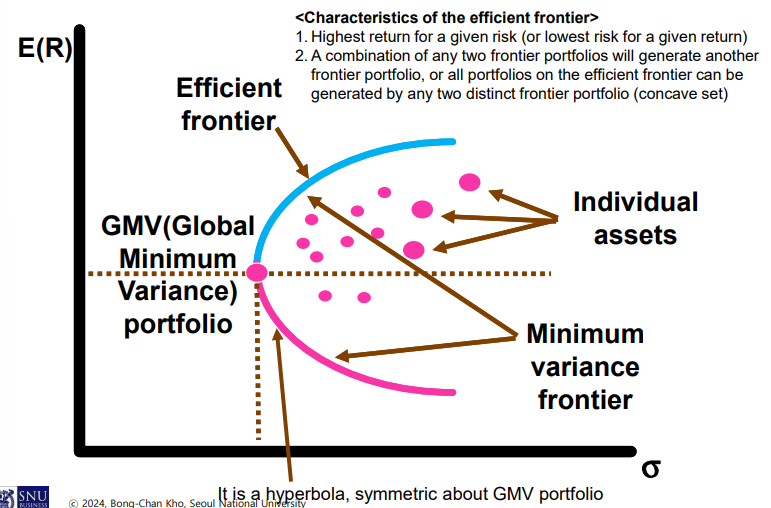 <Characteristics of the efficient frontier>
1. Highest return for a given risk (or lowest risk for a given return)
2. A combination of any two frontier portfolios will generate another
frontier portfolio, or all portfolios on the efficient frontier can be
generated by any two distinct frontier portfolio (concave set)
E(R)
Efficient
frontier
Individual
assets
GMV(Global
Minimum
Variance)
portfolio
Minimum
variance
frontier
σ
It is a hyperbola, symmetric about GMV portfolio
SNU
BUSINESS
© 2024, Bong-Chan Kho, Seoul National University